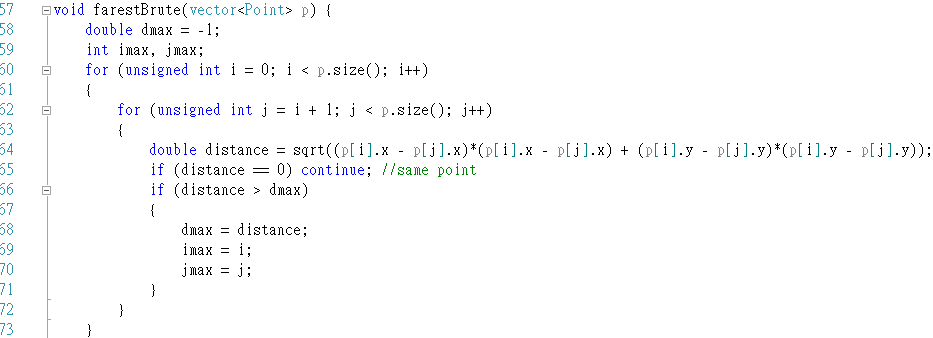 57 void farestBrute(vector<Point> p) {
58     double dmax = -1;
59     int imax, jmax;
60     for (unsigned int i = 0; i < p.size(); i++)
61     {
62         for (unsigned int j = i + 1; j < p.size(); j++)
63         {
64             double distance = sqrt((p[i].x - p[j].x)*(p[i].x - p[j].x) + (p[i].y - p[j].y)*(p[i].y - p[j].y));
65             if (distance == 0) continue; //same point
66             if (distance > dmax)
67             {
68                 dmax = distance;
69                 imax = i;
70                 jmax = j;
71             }
72         }
73     }